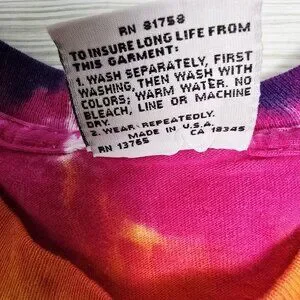 RN 81758
TO INSURE LONG LIFE FROM
THIS GARMENT:
1. WASH SEPARATELY, FIRST
WASHING, THEN WASH WITH
COLORS; WARM WATER. NO
BLEACH, LINE OR MACHINE
DRY.
2. WEAR REPEATEDLY.
MADE IN U.S.A.
RN 13765 CA 18345